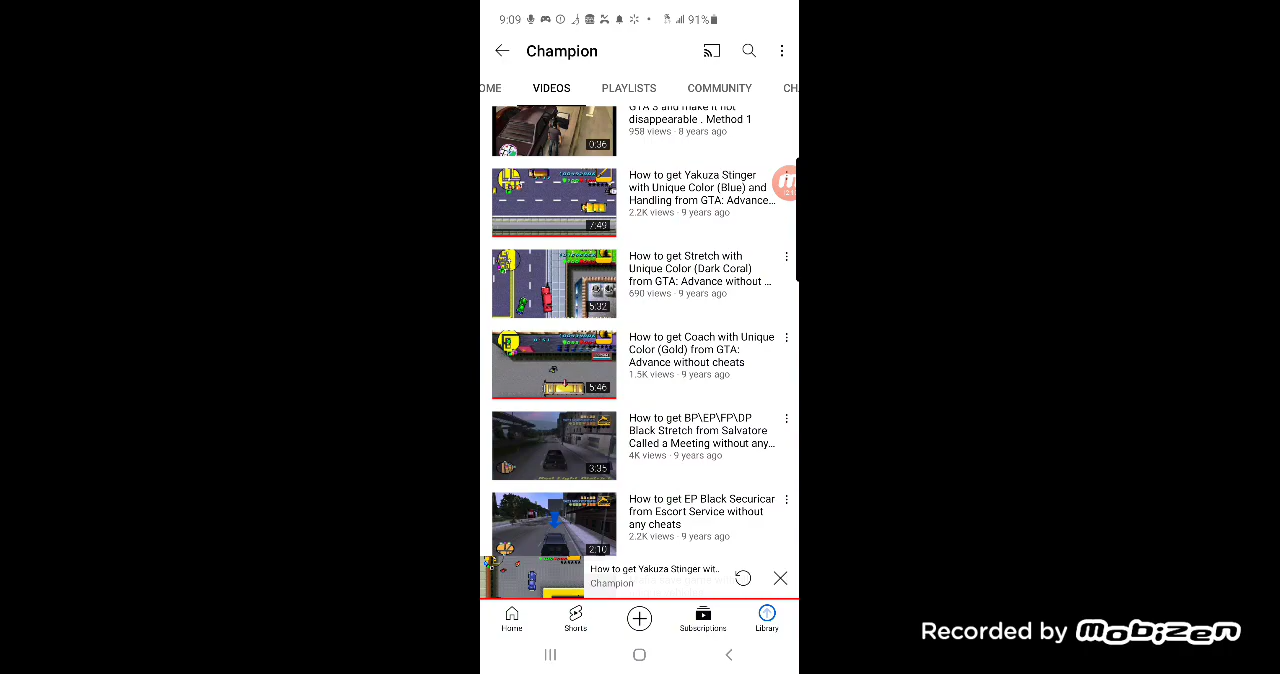 9:09
91%
Champion
OME
VIDEOS
PLAYLISTS
COMMUNITY
CH
GTA 3 and make it not
disappearable . Method 1
958 views · 8 years ago
0:36
How to get Yakuza Stinger
with Unique Color (Blue) and
Handling from GTA: Advance...
2.2K views · 9 years ago
7:49
How to get Stretch with
Unique Color (Dark Coral)
from GTA: Advance without ...
690 views · 9 years ago
5:32
How to get Coach with Unique
Color (Gold) from GTA:
Advance without cheats
1.5K views · 9 years ago
5:46
How to get BP\EP\FP\DP
Black Stretch from Salvatore
Called a Meeting without any...
4K views · 9 years ago
3:35
How to get EP Black Securicar
from Escort Service without
any cheats
2.2K views · 9 years ago
2:10
How to get Yakuza Stinger wit..
Champion
Home
Shorts
Subscriptions
Library
Recorded by mobizen